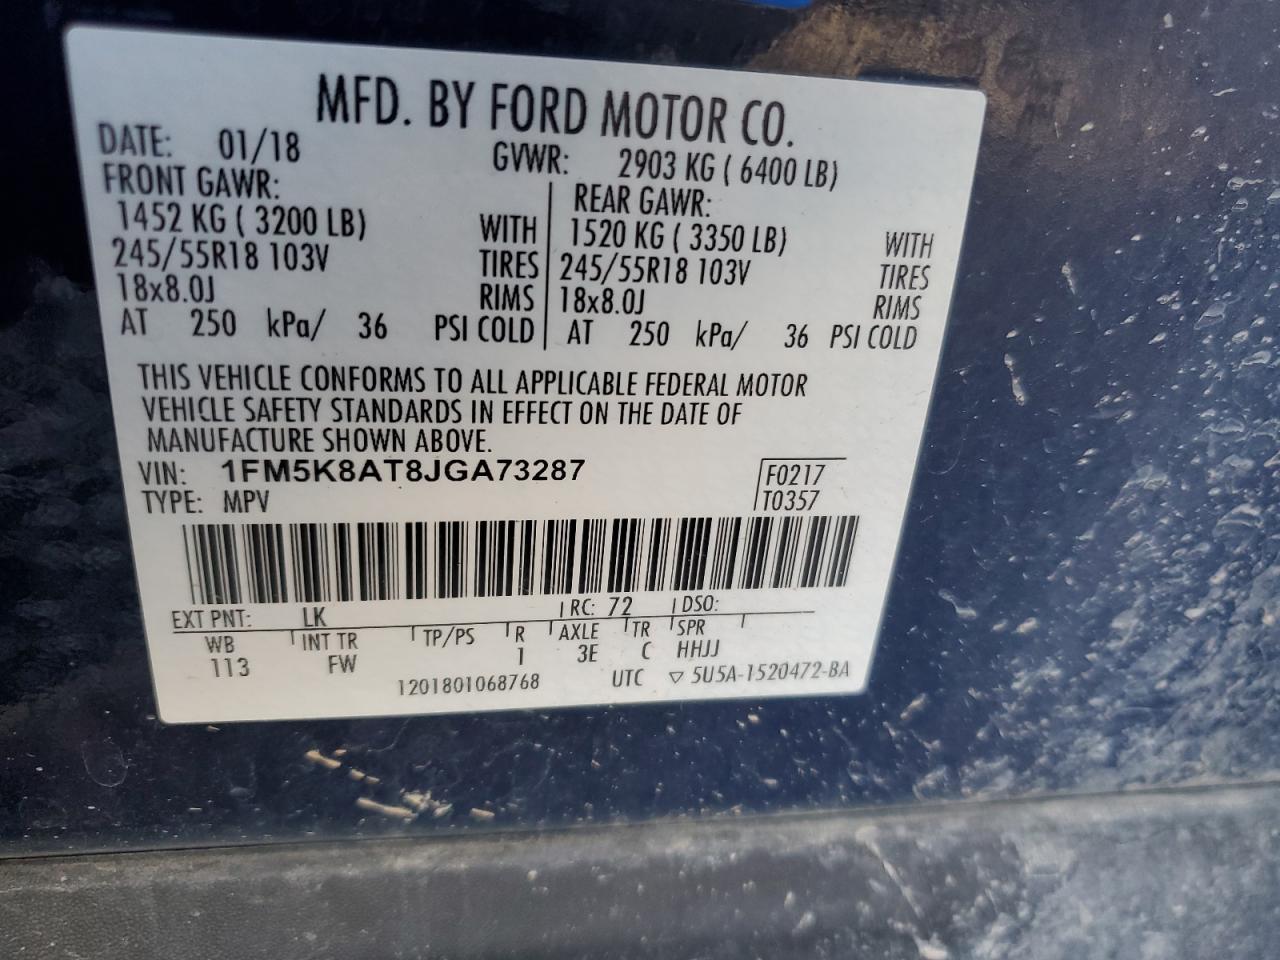 MFD. BY FORD MOTOR CO.
DATE: 01/18 GVWR: 2903 KG ( 6400 LB)
FRONT GAWR: REAR GAWR:
1452 KG ( 3200 LB) WITH 1520 KG ( 3350 LB) WITH
245/55R18 103V TIRES 245/55R18 103V TIRES
18x8.0J RIMS 18x8.0J RIMS
AT 250 kPa/ 36 PSI COLD AT 250 kPa/ 36 PSI COLD
THIS VEHICLE CONFORMS TO ALL APPLICABLE FEDERAL MOTOR
VEHICLE SAFETY STANDARDS IN EFFECT ON THE DATE OF
MANUFACTURE SHOWN ABOVE.
VIN: 1FM5K8AT8JGA73287 F0217
TYPE: MPV T0357
EXT PNT: LK RC: 72 DSO:
WB INT TR TP/PS R AXLE TR SPR
113 FW 1 3E C HHJJ
1201801068768 UTC ▽ 5U5A-1520472-BA